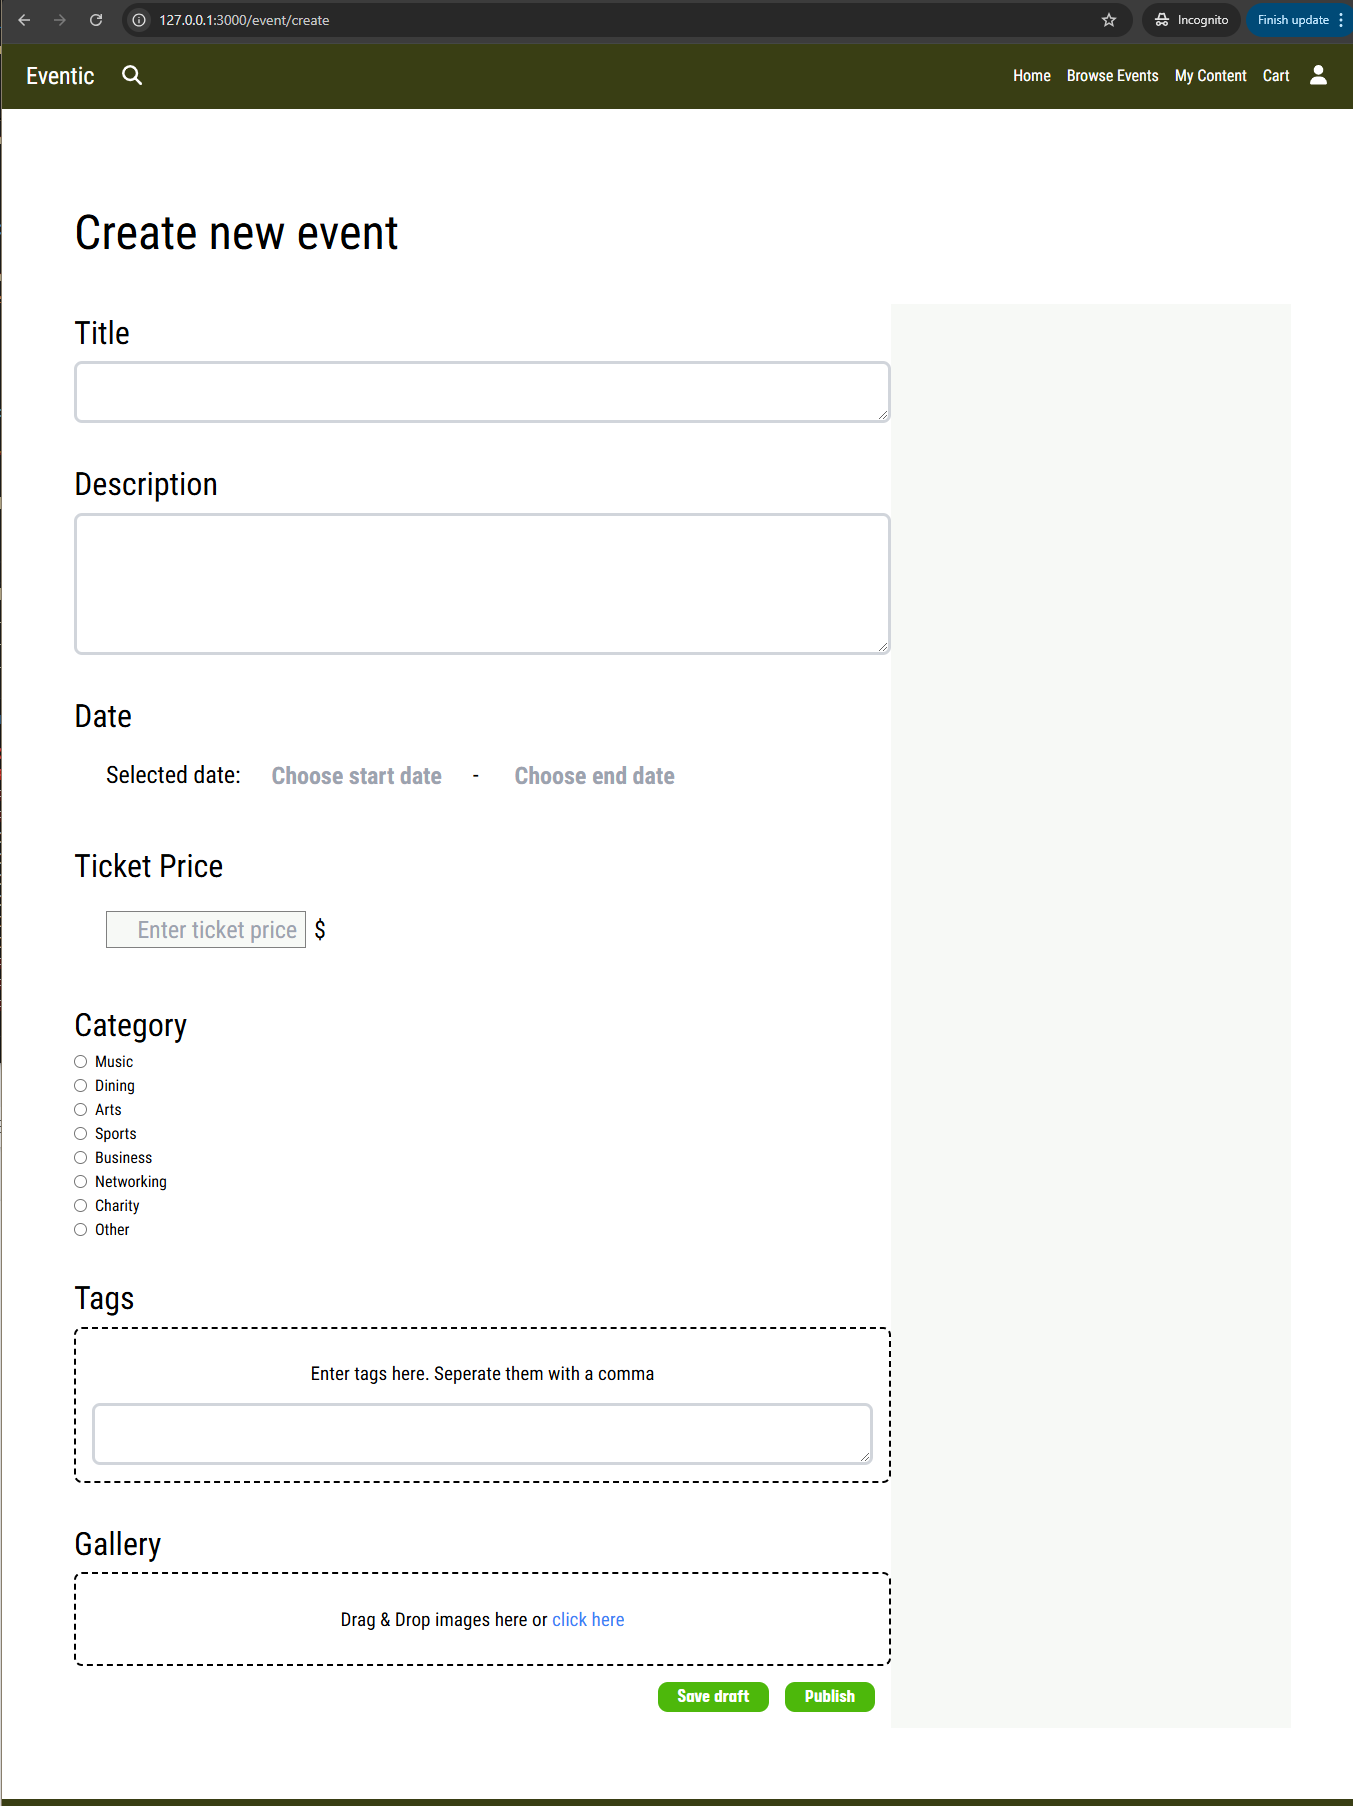 127.0.0.1:3000/event/create
Incognito
Finish update
Eventic
Home Browse Events My Content Cart
Create new event
Title
Description
Date
Selected date: Choose start date - Choose end date
Ticket Price
Enter ticket price $
Category
Music
Dining
Arts
Sports
Business
Networking
Charity
Other
Tags
Enter tags here. Seperate them with a comma
Gallery
Drag & Drop images here or click here
Save draft Publish